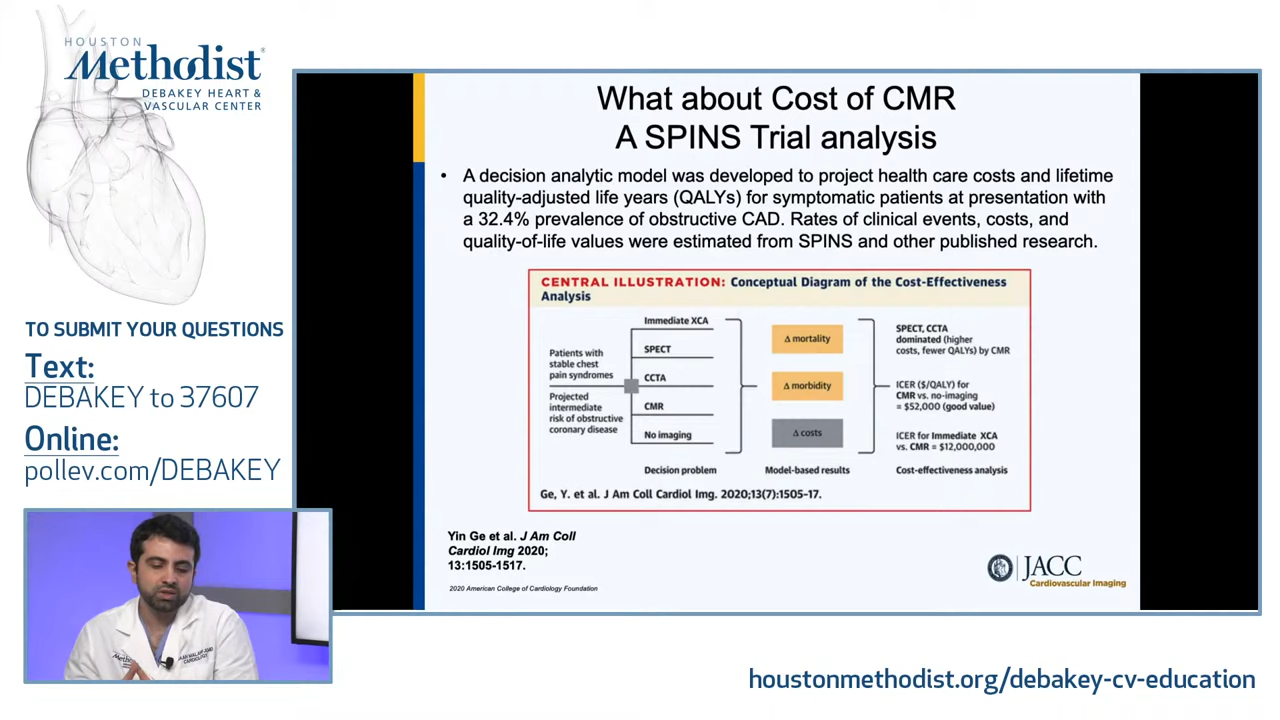 HOUSTON
Methodist®
DEBAKEY HEART &
VASCULAR CENTER
TO SUBMIT YOUR QUESTIONS
Text:
DEBAKEY to 37607
Online:
pollev.com/DEBAKEY
What about Cost of CMR
A SPINS Trial analysis
• A decision analytic model was developed to project health care costs and lifetime
quality-adjusted life years (QALYs) for symptomatic patients at presentation with
a 32.4% prevalence of obstructive CAD. Rates of clinical events, costs, and
quality-of-life values were estimated from SPINS and other published research.
CENTRAL ILLUSTRATION: Conceptual Diagram of the Cost-Effectiveness
Analysis
Patients with
stable chest
pain syndromes
Projected
intermediate
risk of obstructive
coronary disease
Immediate XCA
SPECT
CCTA
CMR
No imaging
Decision problem
Δ mortality
Δ morbidity
Δ costs
Model-based results
SPECT, CCTA
dominated (higher
costs, fewer QALYs) by CMR
ICER ($/QALY) for
CMR vs. no-imaging
= $52,000 (good value)
ICER for Immediate XCA
vs. CMR = $12,000,000
Cost-effectiveness analysis
Ge, Y. et al. J Am Coll Cardiol Img. 2020;13(7):1505-17.
Yin Ge et al. J Am Coll
Cardiol Img 2020;
13:1505-1517.
2020 American College of Cardiology Foundation
JACC
Cardiovascular Imaging
CARDIOLOGY
houstonmethodist.org/debakey-cv-education